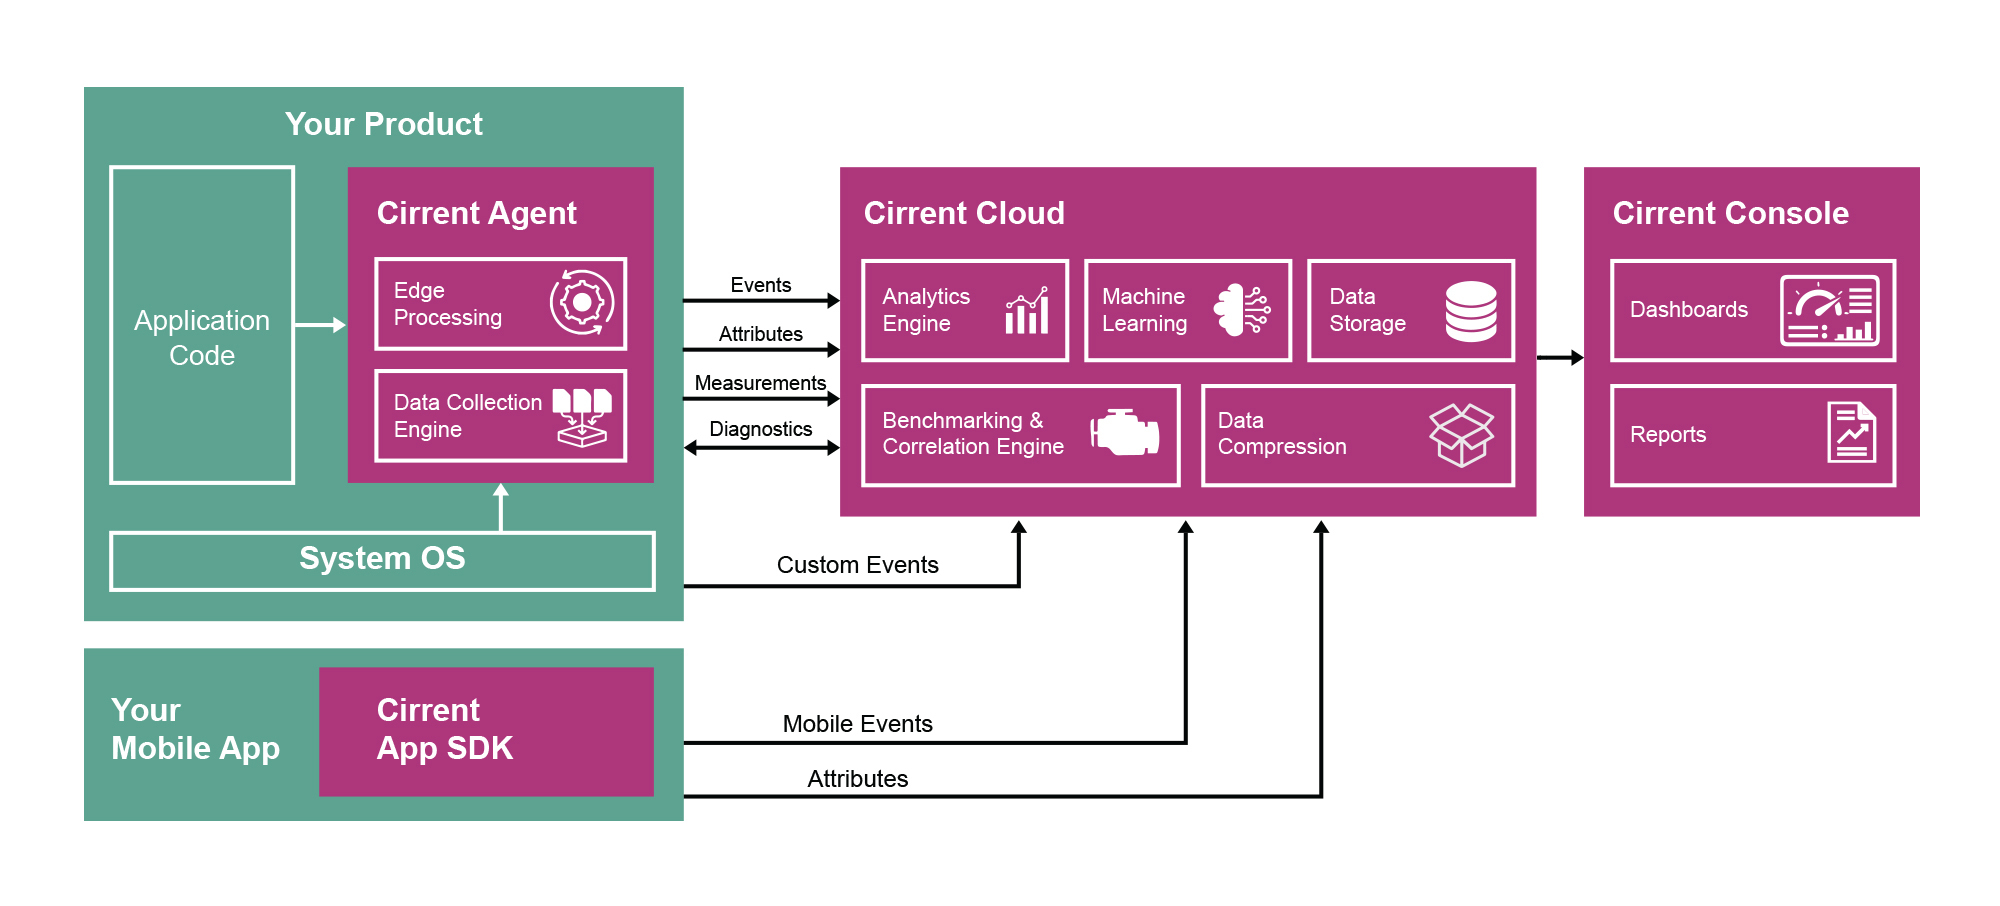 Your Product
Application
Code
Cirrent Agent
Edge
Processing
Data Collection
Engine
System OS
Events
Attributes
Measurements
Diagnostics
Custom Events
Cirrent Cloud
Analytics
Engine
Machine
Learning
Data
Storage
Benchmarking &
Correlation Engine
Data
Compression
Cirrent Console
Dashboards
Reports
Your
Mobile App
Cirrent
App SDK
Mobile Events
Attributes